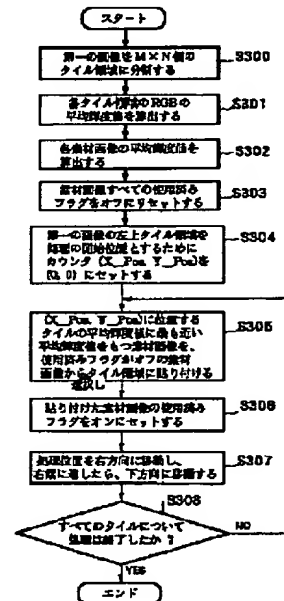 スタート
第一の画像をM×N個の
タイル領域に分割する
S300
各タイル領域のRGBの
平均輝度値を算出する
S301
各素材画像の平均輝度値を
算出する
S302
素材画像すべての使用済み
フラグをオフにリセットする
S303
第一の画像の左上タイル領域を
処理の開始位置とするために
カウンタ (X_Pos, Y_Pos)を
(0, 0) にセットする
S304
(X_Pos, Y_Pos)に位置する
タイルの平均輝度値に最も近い
平均輝度値をもつ素材画像を、
使用済みフラグがオフの素材
画像からタイル領域に貼り付ける
選択し
S305
貼り付けた素材画像の使用済み
フラグをオンにセットする
S306
処理位置を右方向に移動し、
右端に達したら、下方向に移動する
S307
S308
すべてのタイルについて
処理は終了したか?
NO
YES
エンド